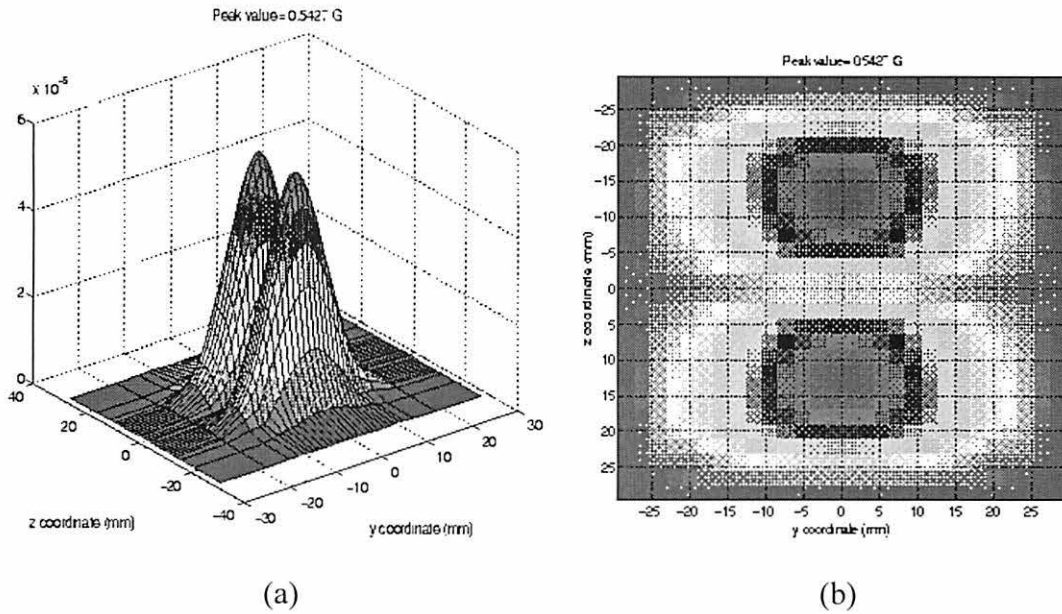 Peak value = 0.5427 G
x 10⁻⁵
6
4
2
0
40
20
0
-20
-40
-30
-20
-10
0
10
20
30
z coordinate (mm)
y coordinate (mm)
(a)
Peak value= 0.5427 G
-25
-20
-15
-10
-5
0
5
10
15
20
25
z coordinate (mm)
-25 -20 -15 -10 -5 0 5 10 15 20 25
y coordinate (mm)
(b)